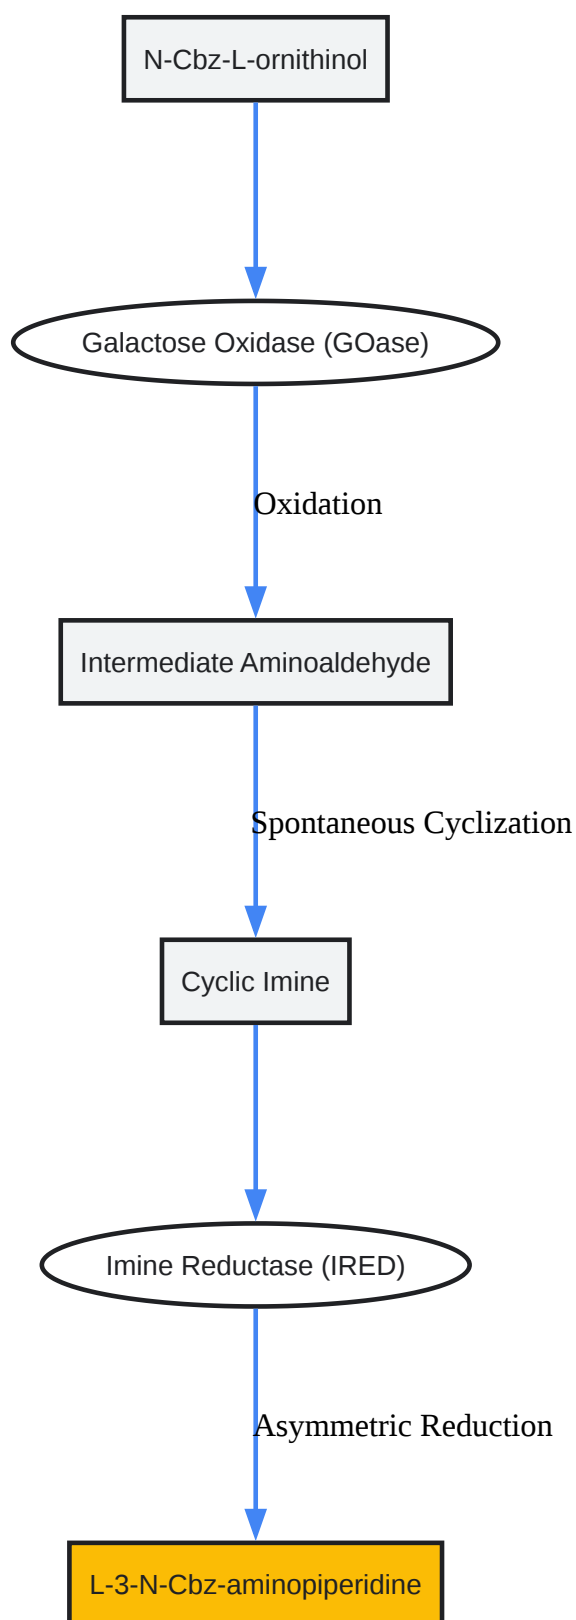 N-Cbz-L-ornithinol
Galactose Oxidase (GOase)
Oxidation
Intermediate Aminoaldehyde
Spontaneous Cyclization
Cyclic Imine
Imine Reductase (IRED)
Asymmetric Reduction
L-3-N-Cbz-aminopiperidine